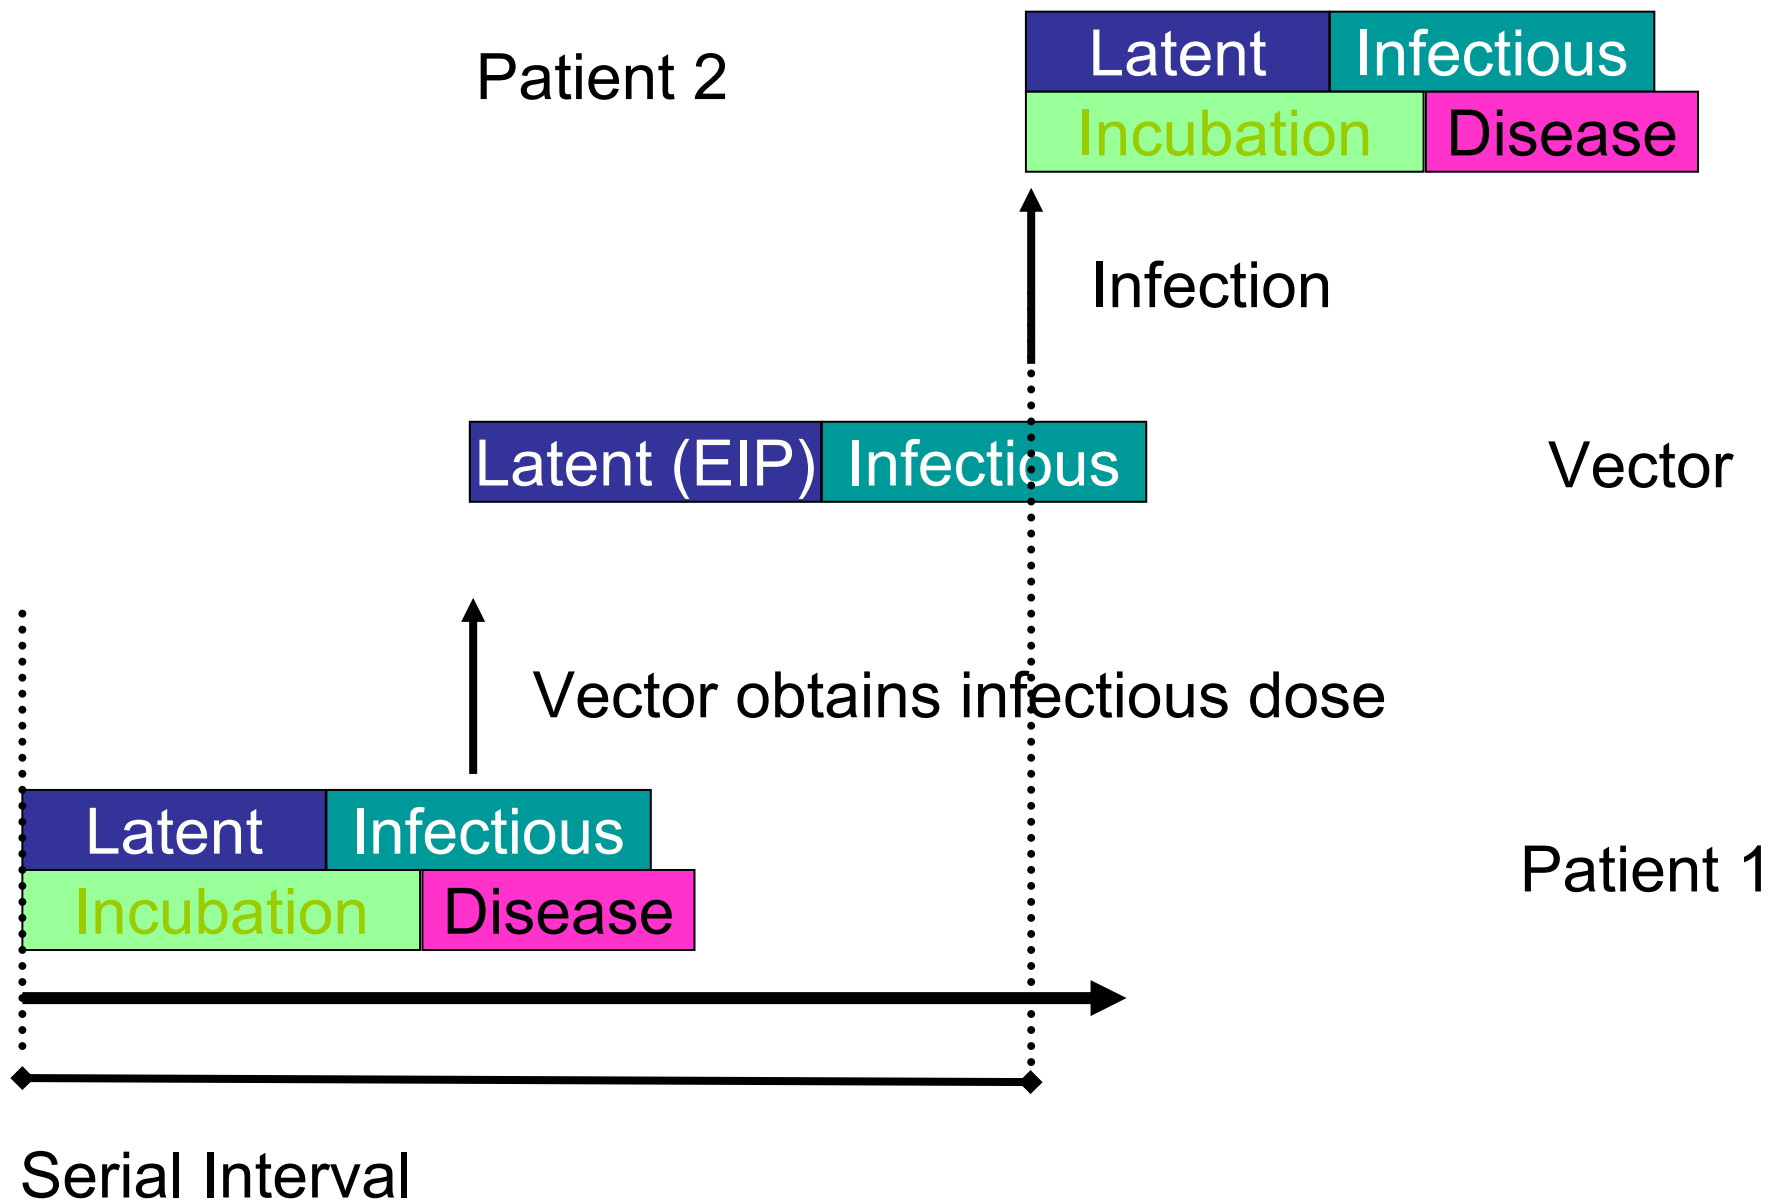 Patient 2
Latent
Infectious
Incubation
Disease
Infection
Latent (EIP)
Infectious
Vector
Vector obtains infectious dose
Latent
Infectious
Incubation
Disease
Patient 1
Serial Interval